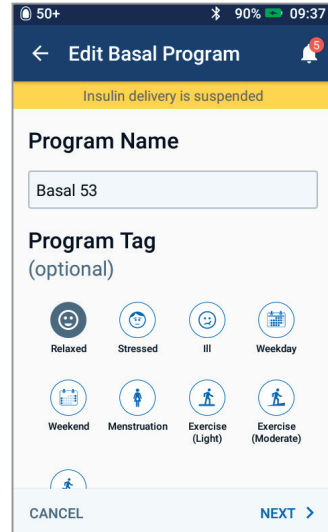 50+ 90% 09:37
Edit Basal Program 5
Insulin delivery is suspended
Program Name
Basal 53
Program Tag
(optional)
Relaxed Stressed Ill Weekday
Weekend Menstruation Exercise Exercise
(Light) (Moderate)
CANCEL NEXT